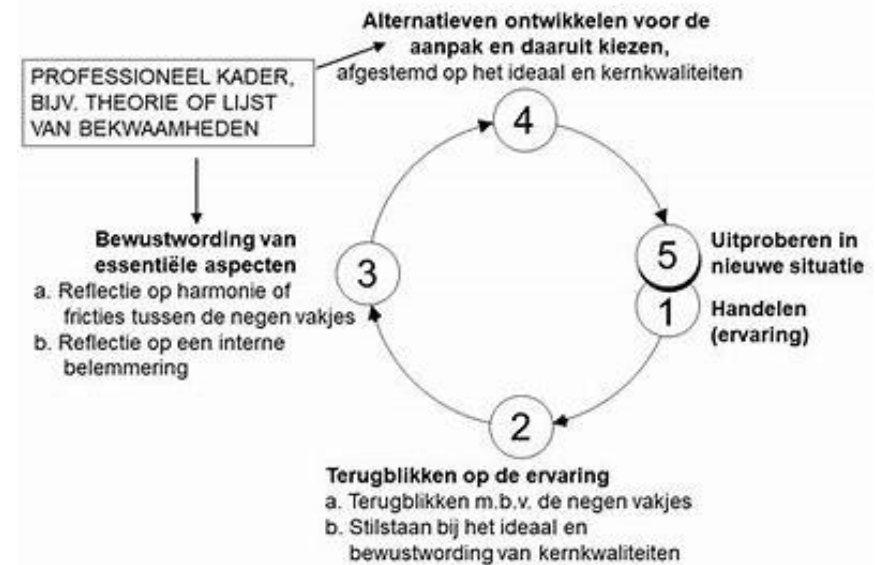 Alternatieven ontwikkelen voor de
aanpak en daaruit kiezen,
afgestemd op het ideaal en kernkwaliteiten
PROFESSIONEEL KADER,
BIJV. THEORIE OF LIJST
VAN BEKWAAMHEDEN
4
Bewustwording van
essentiële aspecten
a. Reflectie op harmonie of
fricties tussen de negen vakjes
b. Reflectie op een interne
belemmering
3
5
Uitproberen in
nieuwe situatie
1
Handelen
(ervaring)
2
Terugblikken op de ervaring
a. Terugblikken m.b.v. de negen vakjes
b. Stilstaan bij het ideaal en
bewustwording van kernkwaliteiten